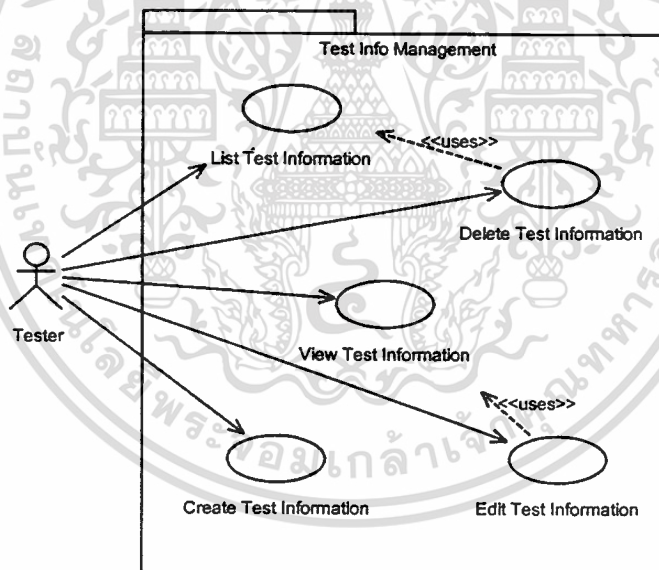 Test Info Management
List Test Information
<<uses>>
Delete Test Information
Tester
View Test Information
<<uses>>
Create Test Information
Edit Test Information